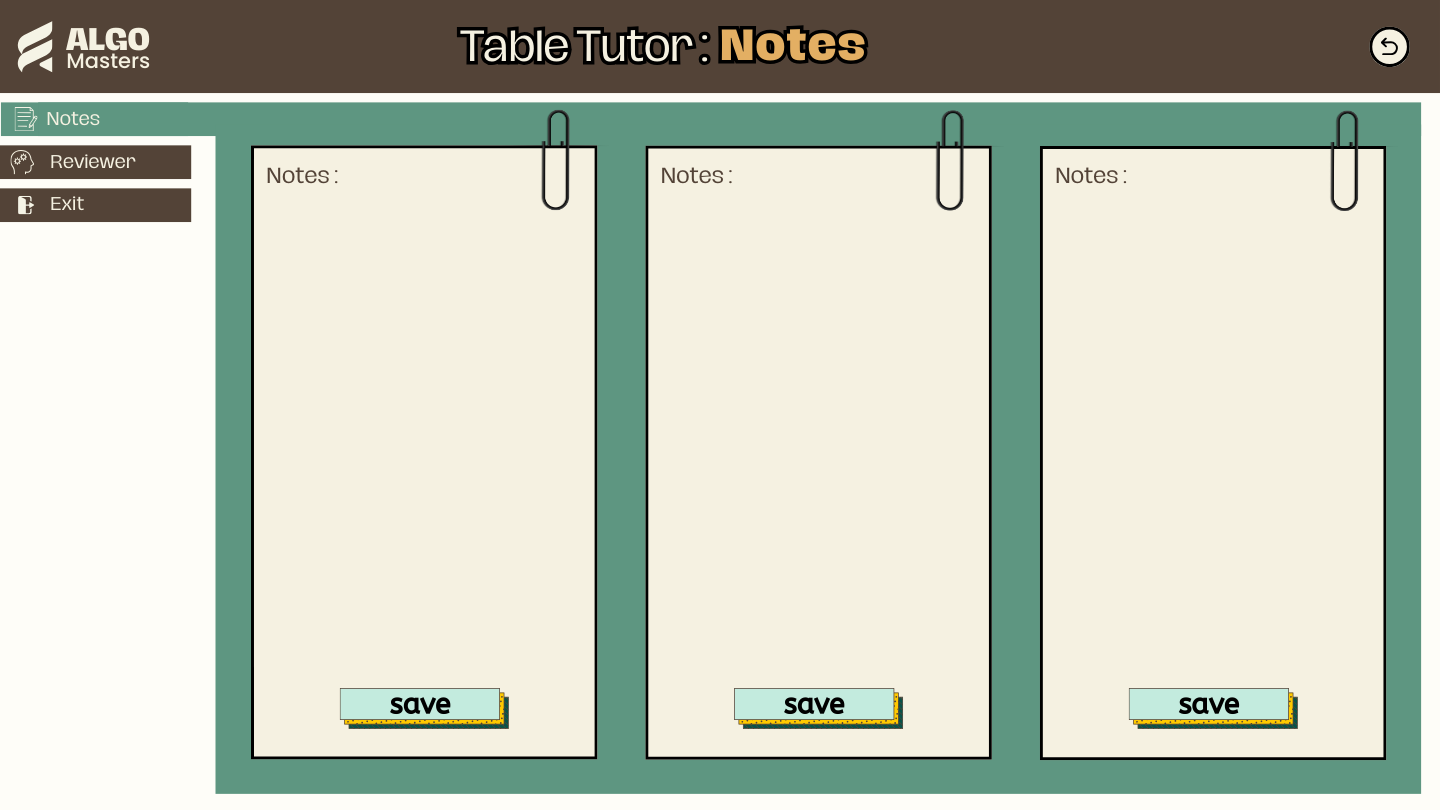 ALGO
Masters
Table Tutor : Notes
Notes
Reviewer
Exit
Notes :
Notes :
Notes :
save
save
save